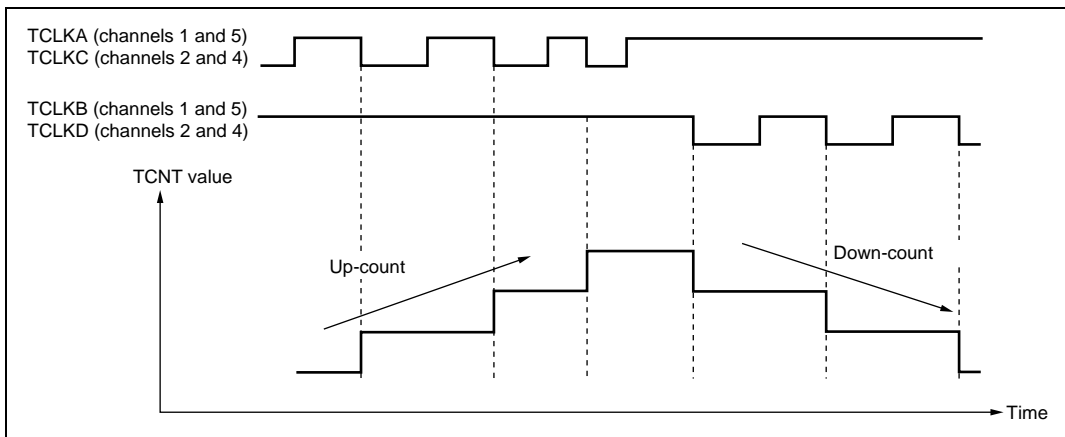 TCLKA (channels 1 and 5)
TCLKC (channels 2 and 4)
TCLKB (channels 1 and 5)
TCLKD (channels 2 and 4)
TCNT value
Up-count
Down-count
Time